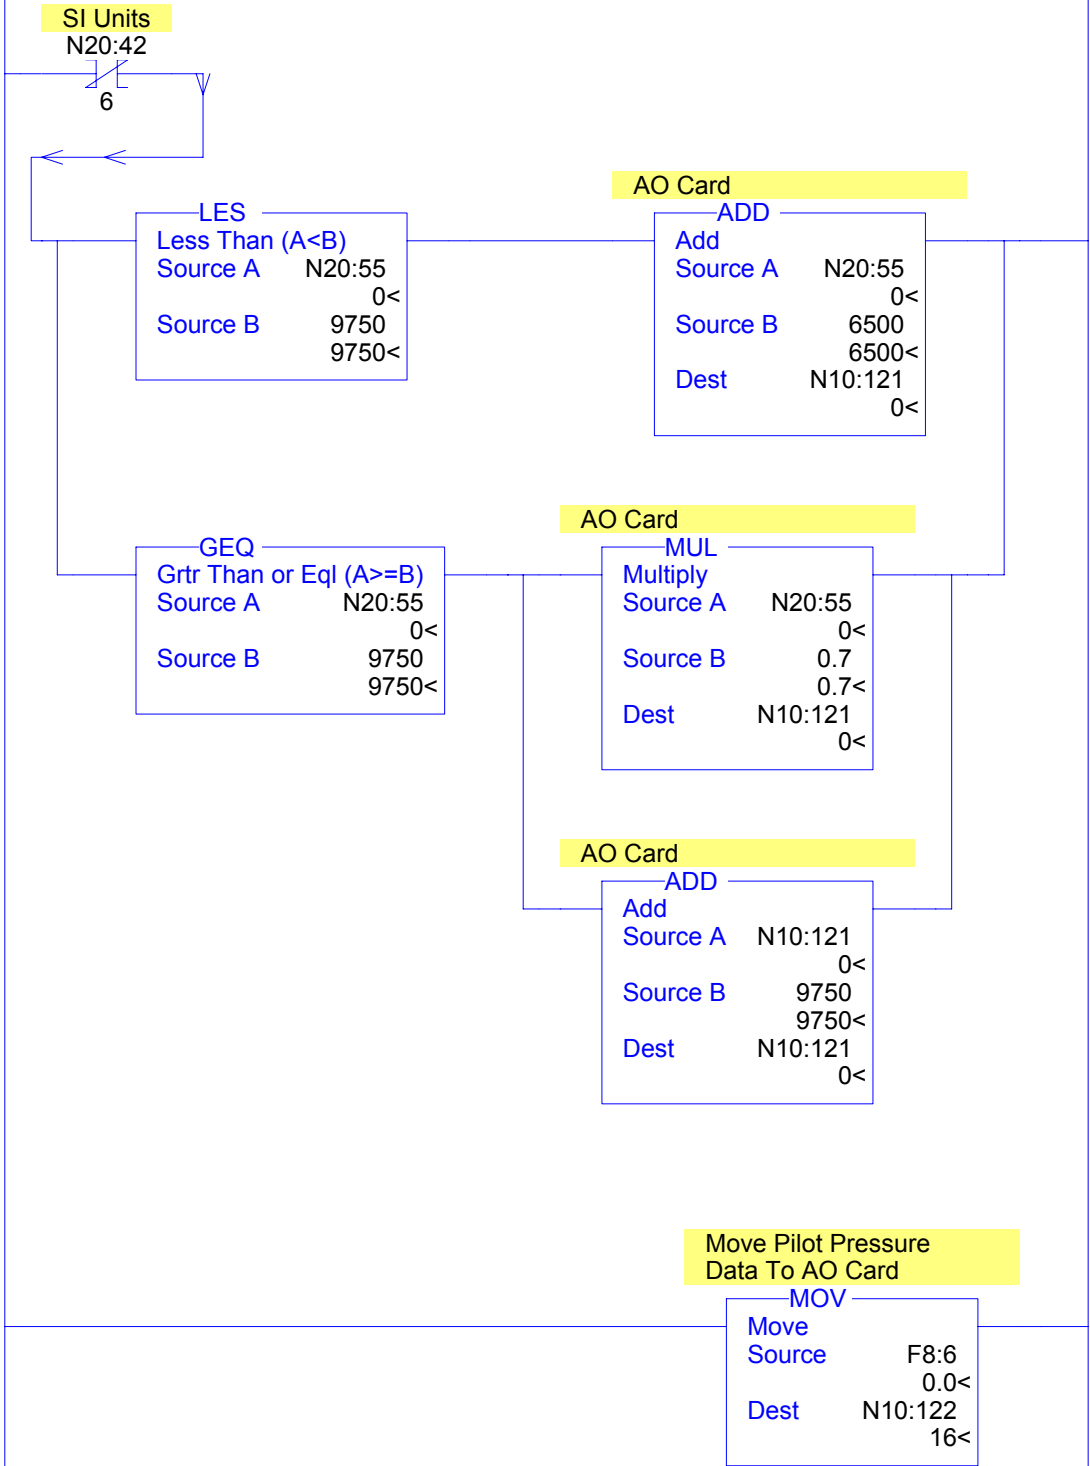 SI Units
N20:42
6
AO Card
LES
Less Than (A<B)
Source A N20:55
0<
Source B 9750
9750<
ADD
Add
Source A N20:55
0<
Source B 6500
6500<
Dest N10:121
0<
AO Card
GEQ
Grtr Than or Eql (A>=B)
Source A N20:55
0<
Source B 9750
9750<
MUL
Multiply
Source A N20:55
0<
Source B 0.7
0.7<
Dest N10:121
0<
AO Card
ADD
Add
Source A N10:121
0<
Source B 9750
9750<
Dest N10:121
0<
Move Pilot Pressure
Data To AO Card
MOV
Move
Source F8:6
0.0<
Dest N10:122
16<